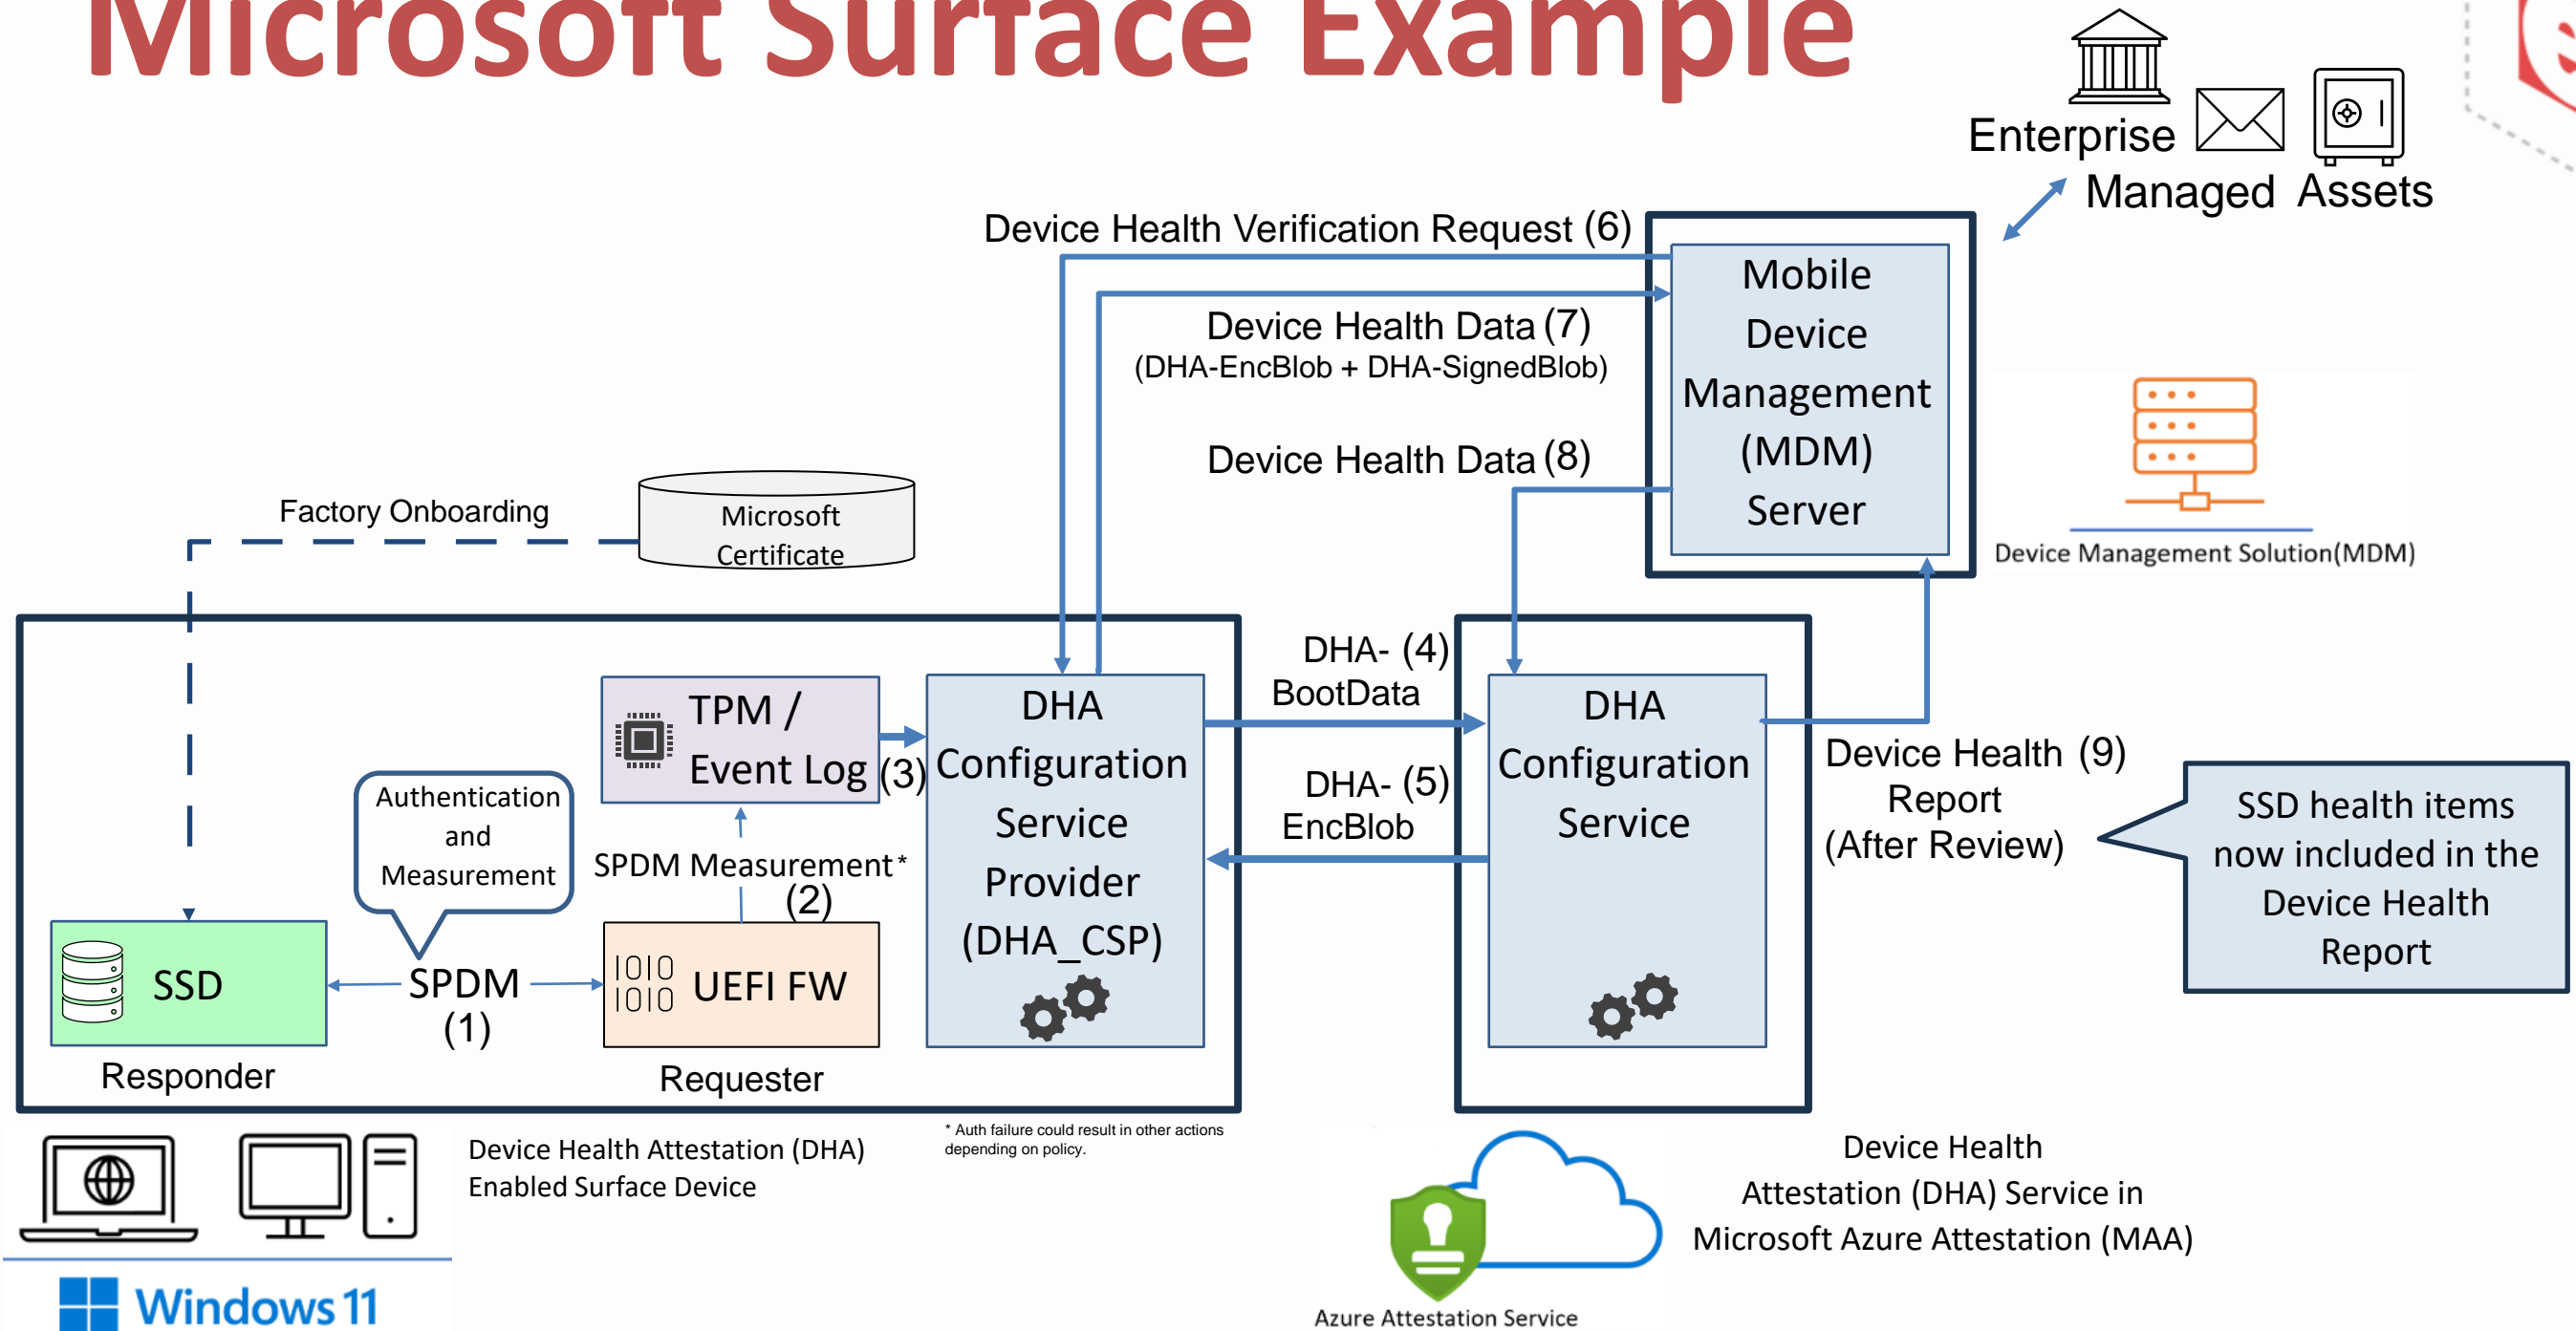 Microsoft Surface Example
Enterprise
Managed Assets
Device Health Verification Request (6)
Mobile
Device
Management
(MDM)
Server
Device Health Data (7)
(DHA-EncBlob + DHA-SignedBlob)
Device Health Data (8)
Device Management Solution(MDM)
Factory Onboarding
Microsoft
Certificate
TPM /
Event Log
(3)
Authentication
and
Measurement
SPDM Measurement*
(2)
SSD
SPDM
(1)
1010
1010
UEFI FW
Responder
Requester
DHA
Configuration
Service
Provider
(DHA_CSP)
DHA- (4)
BootData
DHA- (5)
EncBlob
DHA
Configuration
Service
Device Health (9)
Report
(After Review)
SSD health items
now included in the
Device Health
Report
Device Health Attestation (DHA)
Enabled Surface Device
* Auth failure could result in other actions
depending on policy.
Windows 11
Azure Attestation Service
Device Health
Attestation (DHA) Service in
Microsoft Azure Attestation (MAA)